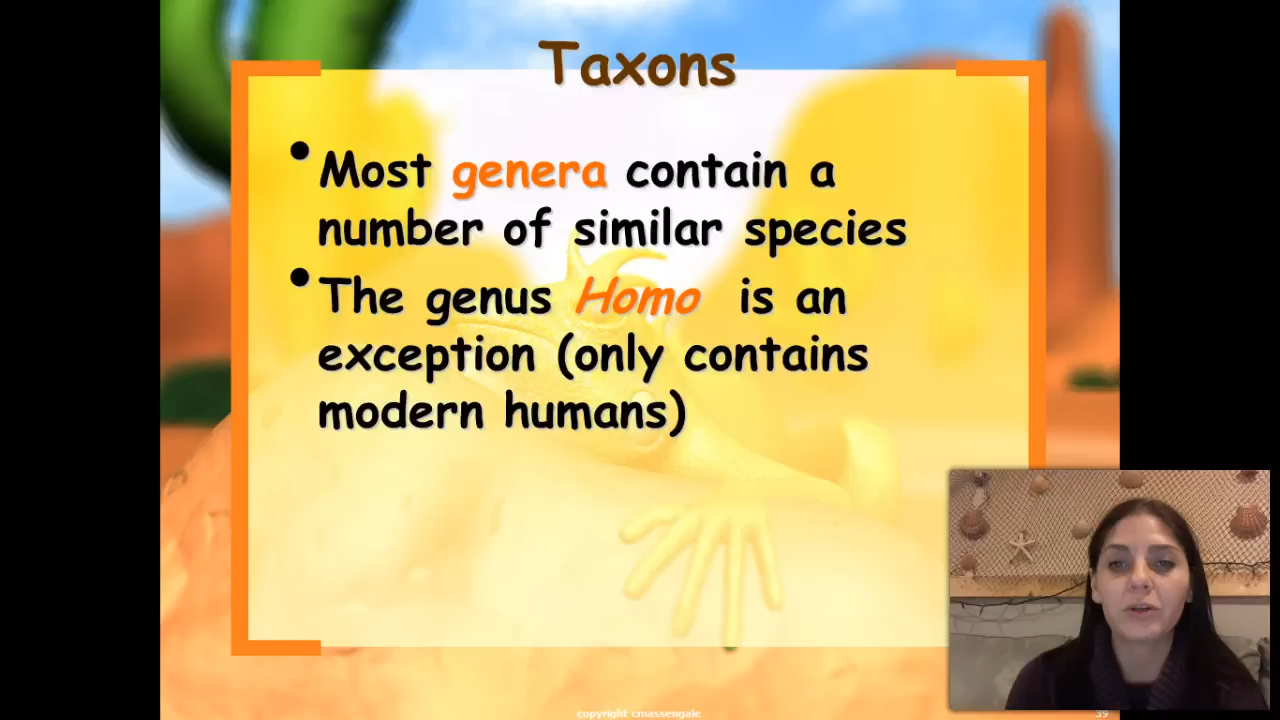 Taxons
• Most genera contain a
number of similar species
• The genus Homo is an
exception (only contains
modern humans)
copyright cmassengale
39